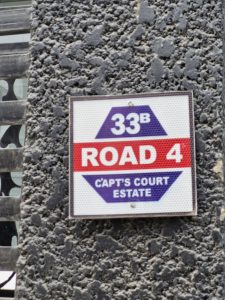 33B
ROAD 4
CAPT'S COURT
ESTATE